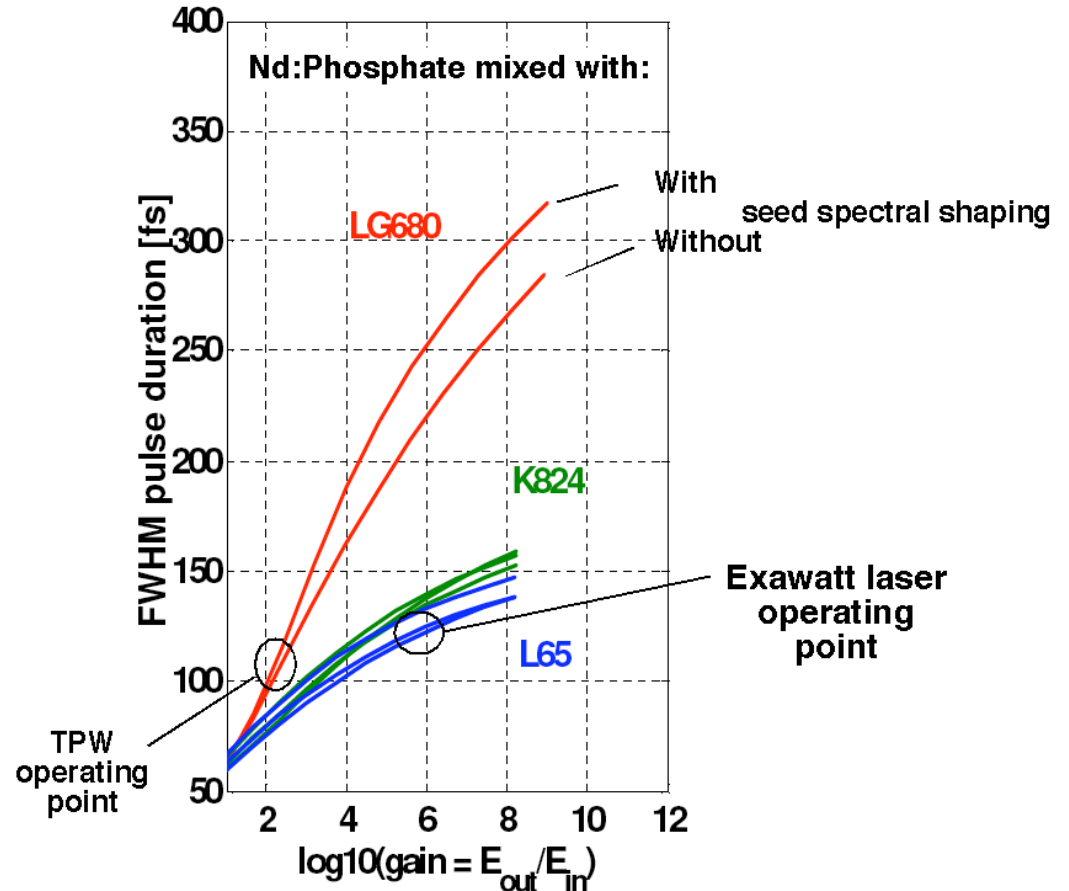 Nd:Phosphate mixed with:
400
350
300
250
200
150
100
50
FWHM pulse duration [fs]
LG680
With
seed spectral shaping
Without
K824
Exawatt laser
operating
point
L65
TPW
operating
point
2 4 6 8 10 12
log10(gain = E_out/E_in)